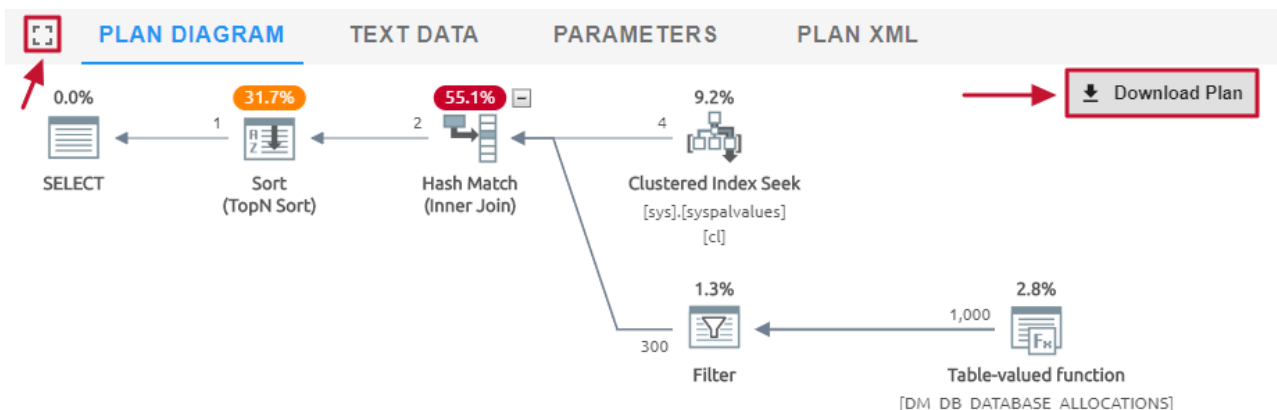 PLAN DIAGRAM TEXT DATA PARAMETERS PLAN XML
Download Plan
0.0% 31.7% 55.1% 9.2%
1 2 4
SELECT Sort Hash Match Clustered Index Seek
(TopN Sort) (Inner Join) [sys].[syspalvalues]
[cl]
1.3% 2.8%
300 1,000
Filter Table-valued function
[DM_DB_DATABASE_ALLOCATIONS]